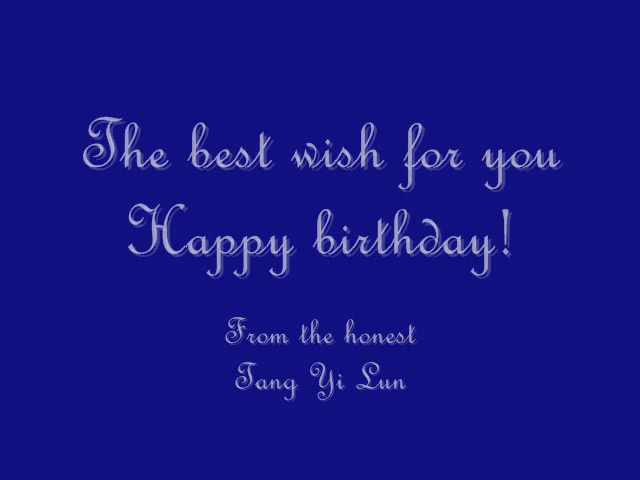 The best wish for you
Happy birthday!
From the honest
Tang Yi Lun